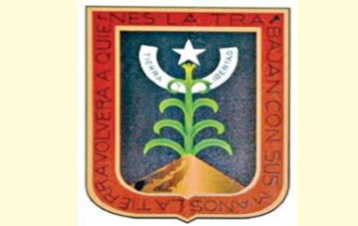 LA TIERRA VOLVERA A QUIENES LA TRABAJAN CON SUS MANOS
TIERRA Y LIBERTAD